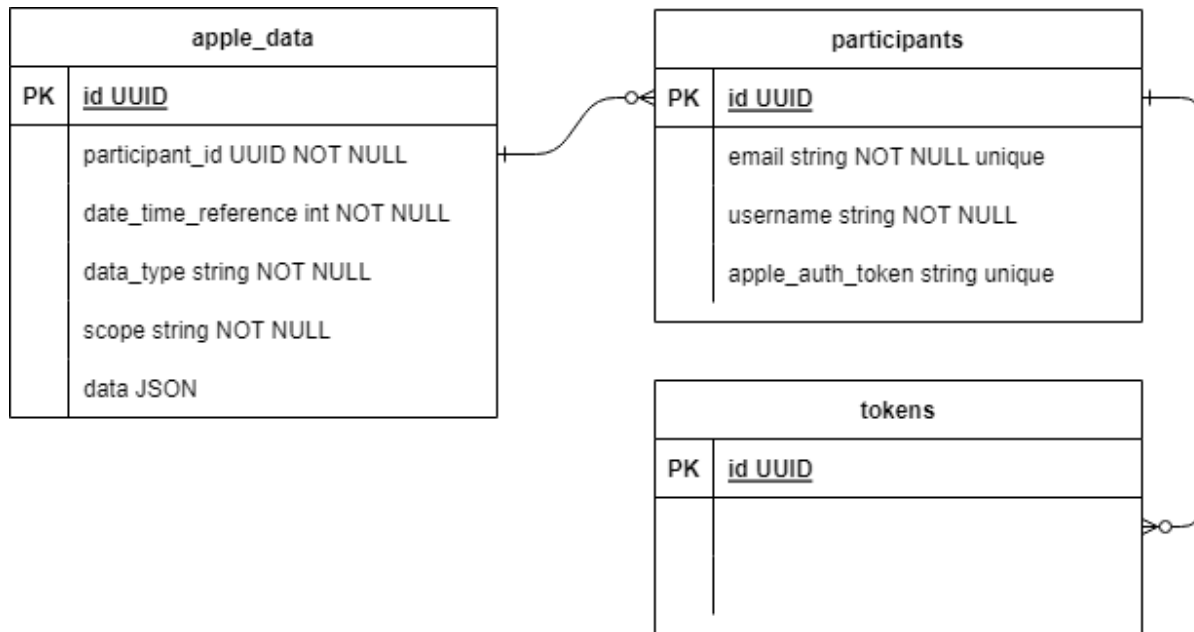 apple_data
PK id UUID
participant_id UUID NOT NULL
date_time_reference int NOT NULL
data_type string NOT NULL
scope string NOT NULL
data JSON
participants
PK id UUID
email string NOT NULL unique
username string NOT NULL
apple_auth_token string unique
tokens
PK id UUID